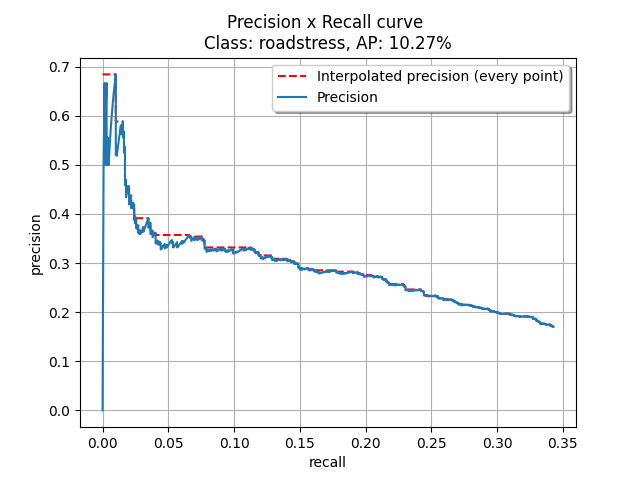 Precision x Recall curve
Class: roadstress, AP: 10.27%
Interpolated precision (every point)
Precision
0.7
0.6
0.5
0.4
0.3
0.2
0.1
0.0
precision
0.00 0.05 0.10 0.15 0.20 0.25 0.30 0.35
recall